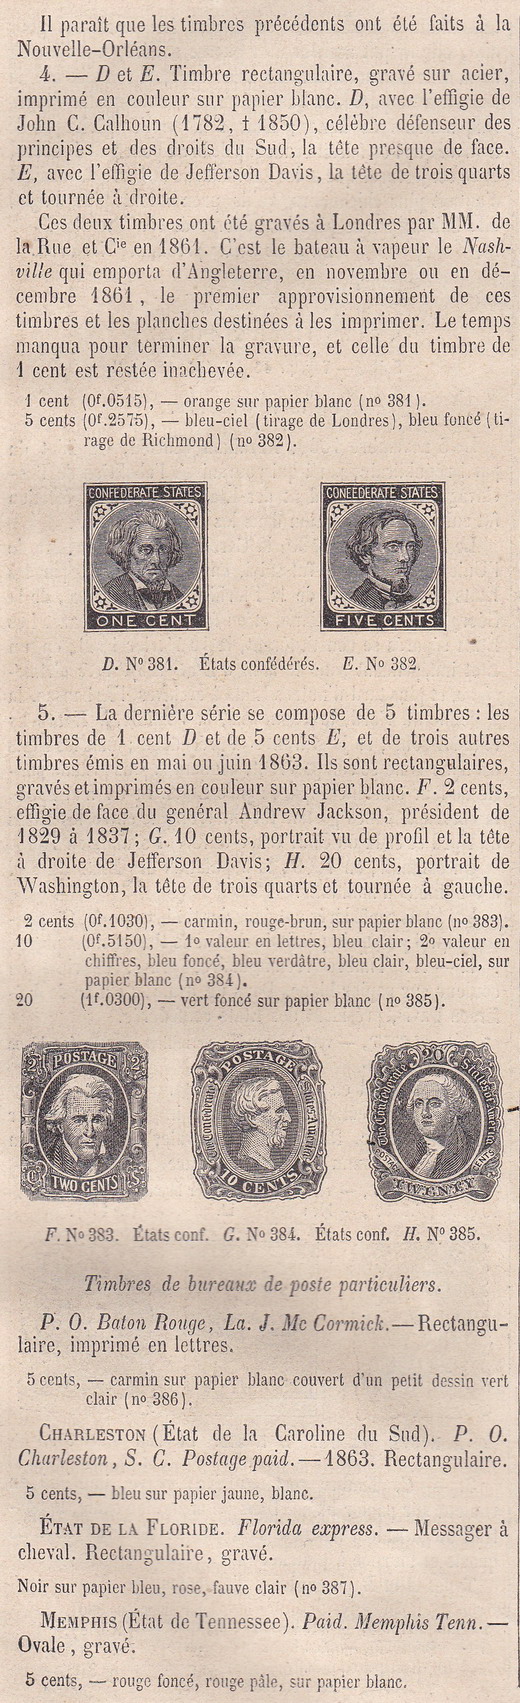 Il paraît que les timbres précédents ont été faits à la
Nouvelle-Orléans.
4. — D et E. Timbre rectangulaire, gravé sur acier,
imprimé en couleur sur papier blanc. D, avec l'effigie de
John C. Calhoun (1782, † 1850), célèbre défenseur des
principes et des droits du Sud, la tête presque de face.
E, avec l'effigie de Jefferson Davis, la tête de trois quarts
et tournée à droite.
Ces deux timbres ont été gravés à Londres par MM. de
la Rue et Cie en 1861. C'est le bateau à vapeur le Nash-
ville qui emporta d'Angleterre, en novembre ou en dé-
cembre 1861, le premier approvisionnement de ces
timbres et les planches destinées à les imprimer. Le temps
manqua pour terminer la gravure, et celle du timbre de
1 cent est restée inachevée.
1 cent (0f.0515), — orange sur papier blanc (no 381).
5 cents (0f.2575), — bleu-ciel (tirage de Londres), bleu foncé (ti-
rage de Richmond) (no 382).
CONFEDERATE STATES
ONE CENT
CONFEDERATE STATES
FIVE CENTS
D. No 381. États confédérés. E. No 382.
5. — La dernière série se compose de 5 timbres : les
timbres de 1 cent D et de 5 cents E, et de trois autres
timbres émis en mai ou juin 1863. Ils sont rectangulaires,
gravés et imprimés en couleur sur papier blanc. F. 2 cents,
effigie de face du général Andrew Jackson, président de
1829 à 1837; G. 10 cents, portrait vu de profil et la tête
à droite de Jefferson Davis; H. 20 cents, portrait de
Washington, la tête de trois quarts et tournée à gauche.
2 cents (0f.1030), — carmin, rouge-brun, sur papier blanc (no 383).
10 (0f.5150), — 1o valeur en lettres, bleu clair; 2o valeur en
chiffres, bleu foncé, bleu verdâtre, bleu clair, bleu-ciel, sur
papier blanc (no 384).
20 (1f.0300), — vert foncé sur papier blanc (no 385).
2 POSTAGE 2
TWO CENTS
POSTAGE
The Confederate States America
10 CENTS
20
The Confederate States of America
POSTAGE CENTS
TWENTY
F. No 383. États conf. G. No 384. États conf. H. No 385.
Timbres de bureaux de poste particuliers.
P. O. Baton Rouge, La. J. Mc Cormick. — Rectangu-
laire, imprimé en lettres.
5 cents, — carmin sur papier blanc couvert d'un petit dessin vert
clair (no 386).
CHARLESTON (État de la Caroline du Sud). P. O.
Charleston, S. C. Postage paid. — 1863. Rectangulaire.
5 cents, — bleu sur papier jaune, blanc.
ÉTAT DE LA FLORIDE. Florida express. — Messager à
cheval. Rectangulaire, gravé.
Noir sur papier bleu, rose, fauve clair (no 387).
MEMPHIS (État de Tennessee). Paid. Memphis Tenn. —
Ovale, gravé.
5 cents, — rouge foncé, rouge pâle, sur papier blanc.